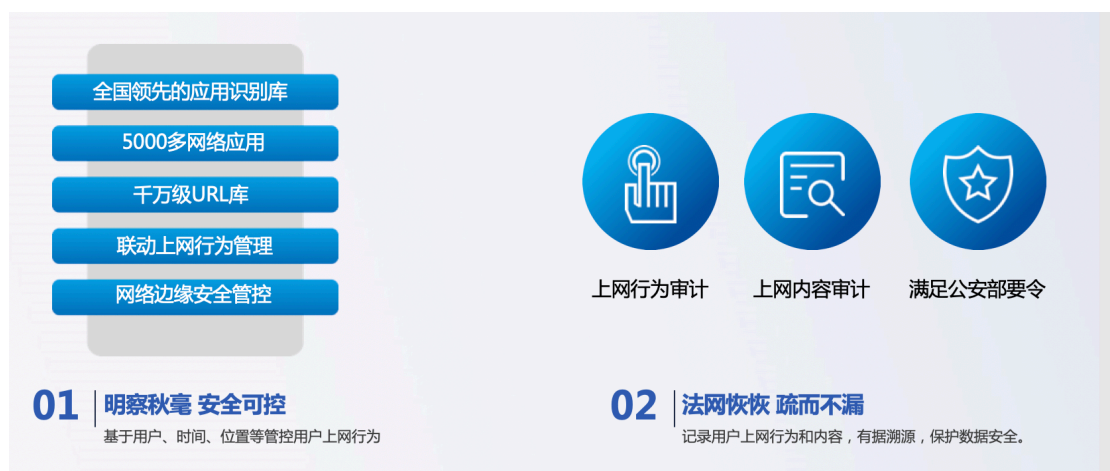 全国领先的应用识别库
5000多网络应用
千万级URL库
联动上网行为管理
网络边缘安全管控
01
明察秋毫 安全可控
基于用户、时间、位置等管控用户上网行为
上网行为审计
上网内容审计
满足公安部要令
02
法网恢恢 疏而不漏
记录用户上网行为和内容，有据溯源，保护数据安全。